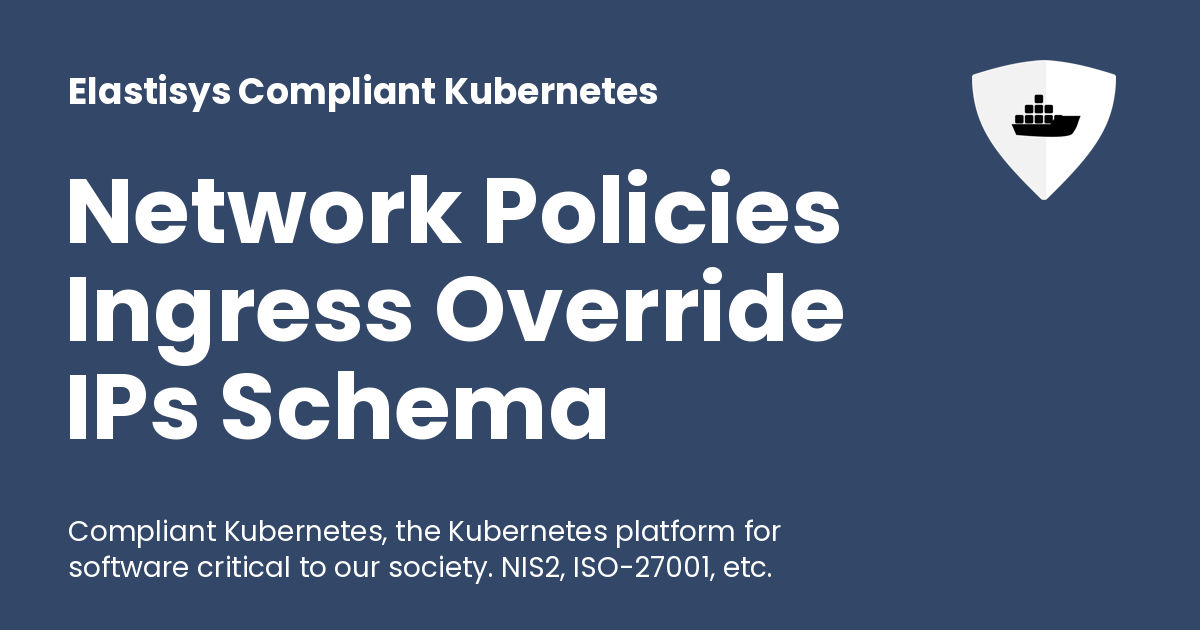 Elastisys Compliant Kubernetes
Network Policies
Ingress Override
IPs Schema
Compliant Kubernetes, the Kubernetes platform for
software critical to our society. NIS2, ISO-27001, etc.